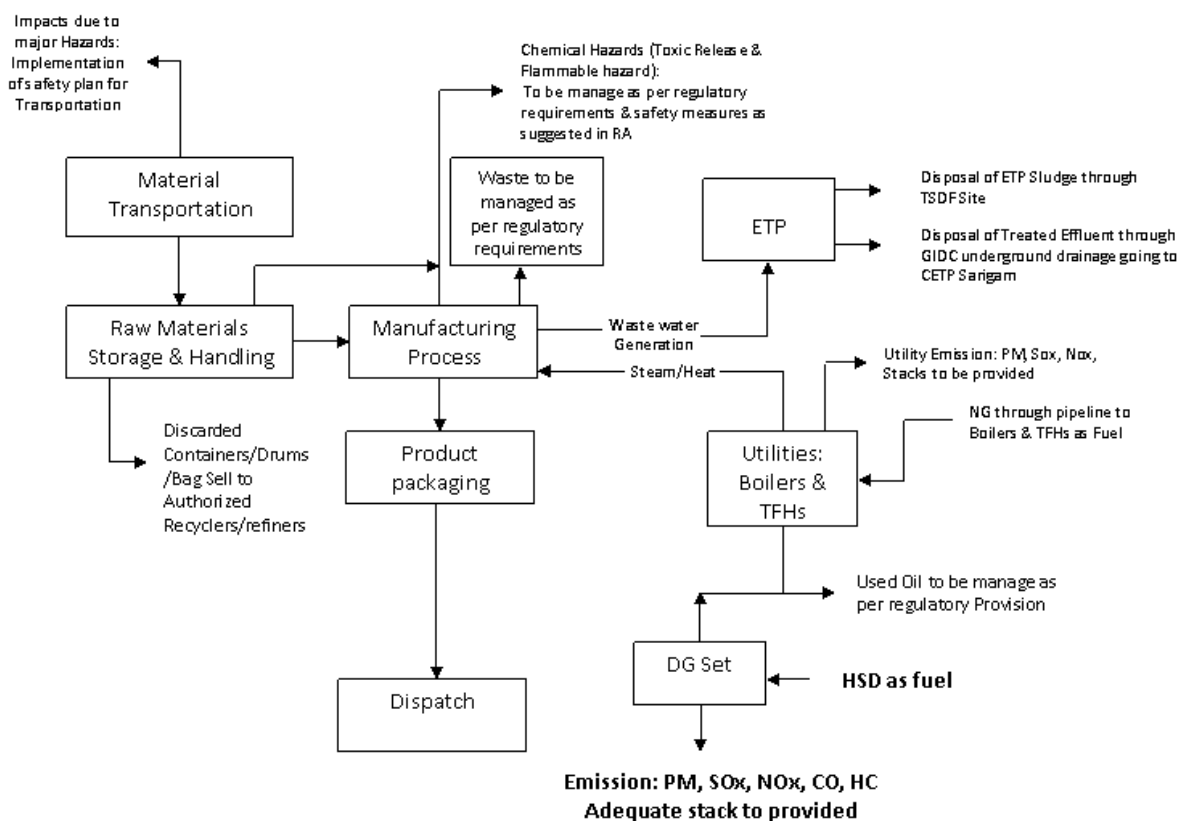 Impacts due to
major Hazards:
Implementation
of safety plan for
Transportation
Chemical Hazards (Toxic Release &
Flammable hazard):
To be manage as per regulatory
requirements & safety measures as
suggested in RA
Material
Transportation
Waste to be
managed as
per regulatory
requirements
ETP
Disposal of ETP Sludge through
TSDF Site
Disposal of Treated Effluent through
GIDC underground drainage going to
CETP Sarigam
Raw Materials
Storage & Handling
Manufacturing
Process
Waste water
Generation
Steam/Heat
Utility Emission: PM, Sox, Nox,
Stacks to be provided
NG through pipeline to
Boilers & TFHs as Fuel
Discarded
Containers/Drums
/Bag Sell to
Authorized
Recyclers/refiners
Product
packaging
Utilities:
Boilers &
TFHs
Used Oil to be manage as
per regulatory Provision
DG Set
HSD as fuel
Dispatch
Emission: PM, SOx, NOx, CO, HC
Adequate stack to provided